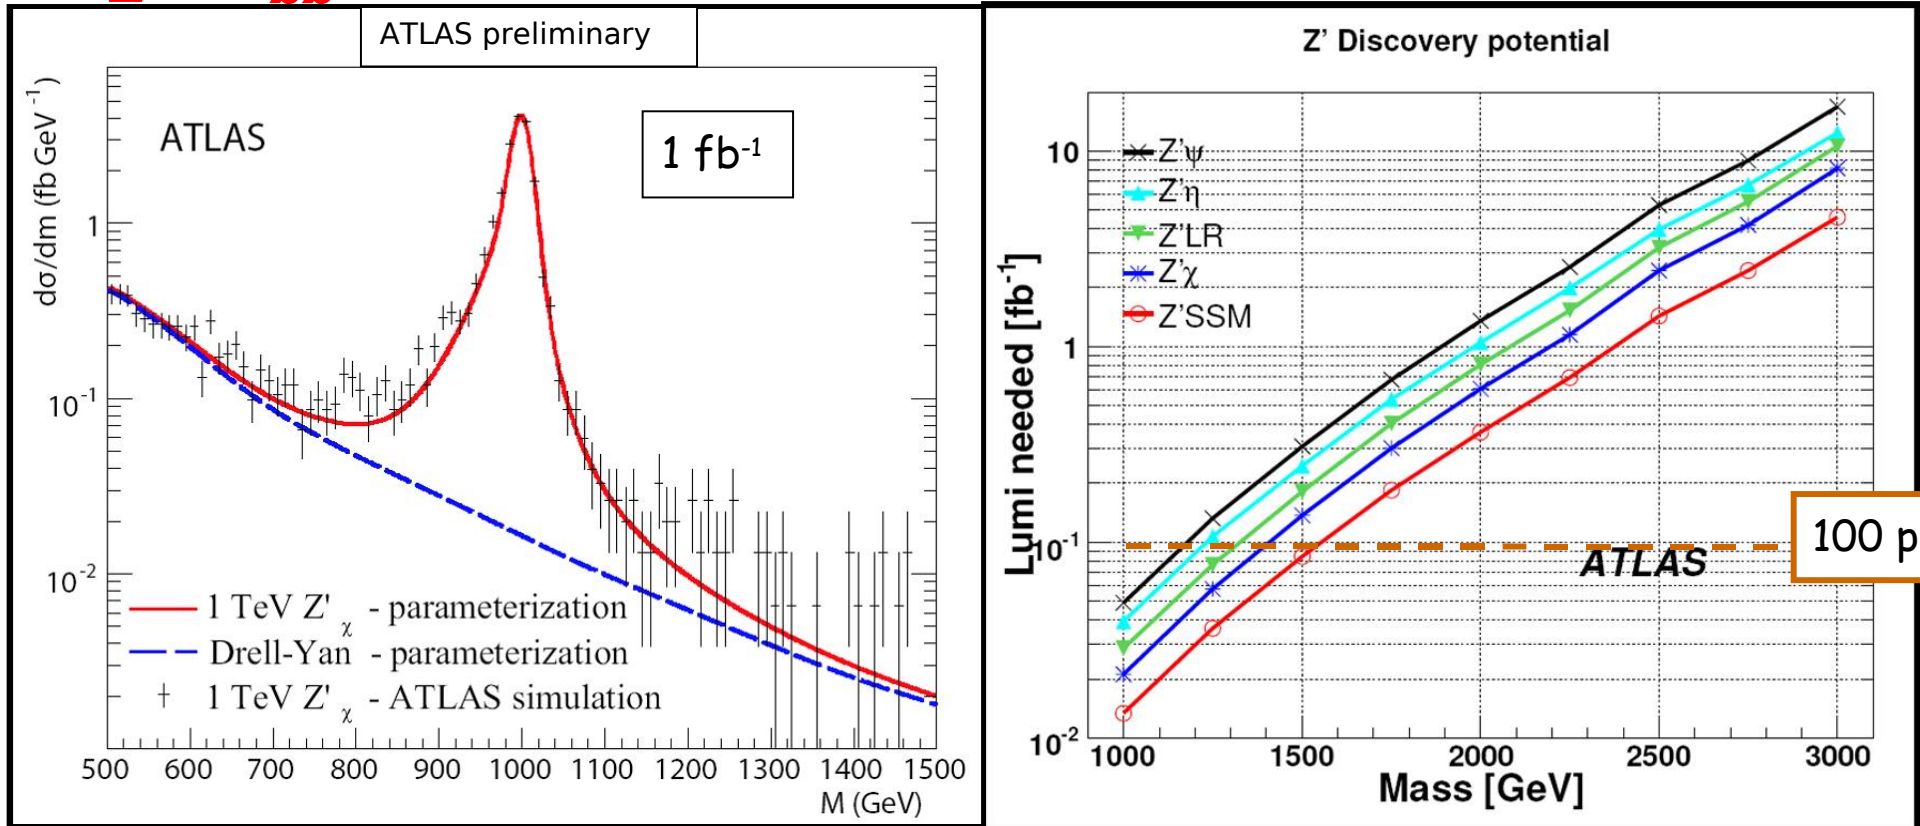 ATLAS preliminary
dσ/dm (fb GeV -1)
ATLAS
1 fb-1
1
10-1
10-2
1 TeV Z'χ - parameterization
Drell-Yan - parameterization
1 TeV Z'χ - ATLAS simulation
500 600 700 800 900 1000 1100 1200 1300 1400 1500
M (GeV)
Z’ Discovery potential
Lumi needed [fb-1]
10
1
10-1
10-2
Z’ψ
Z’η
Z’LR
Z’χ
Z’SSM
100 p
ATLAS
1000 1500 2000 2500 3000
Mass [GeV]